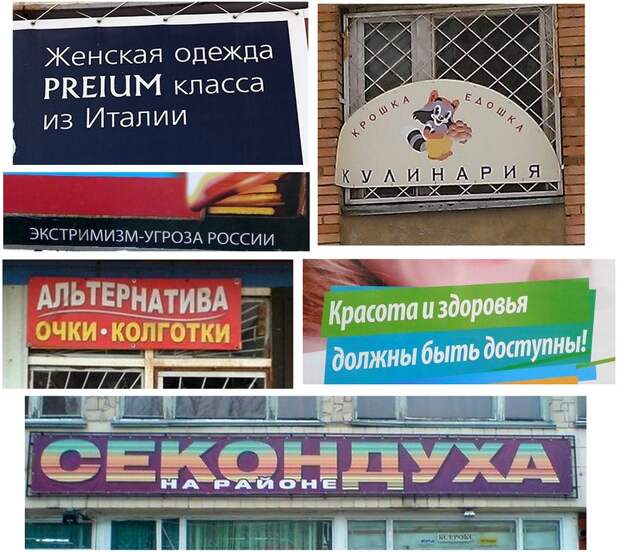 Женская одежда
PREIUM класса
из Италии
КРОШКА ЕДОШКА
КУЛИНАРИЯ
ЭКСТРИМИЗМ-УГРОЗА РОССИИ
АЛЬТЕРНАТИВА
ОЧКИ·КОЛГОТКИ
Красота и здоровья
должны быть доступны!
СЕКОНДУХА
НА РАЙОНЕ
КСЕРОКС